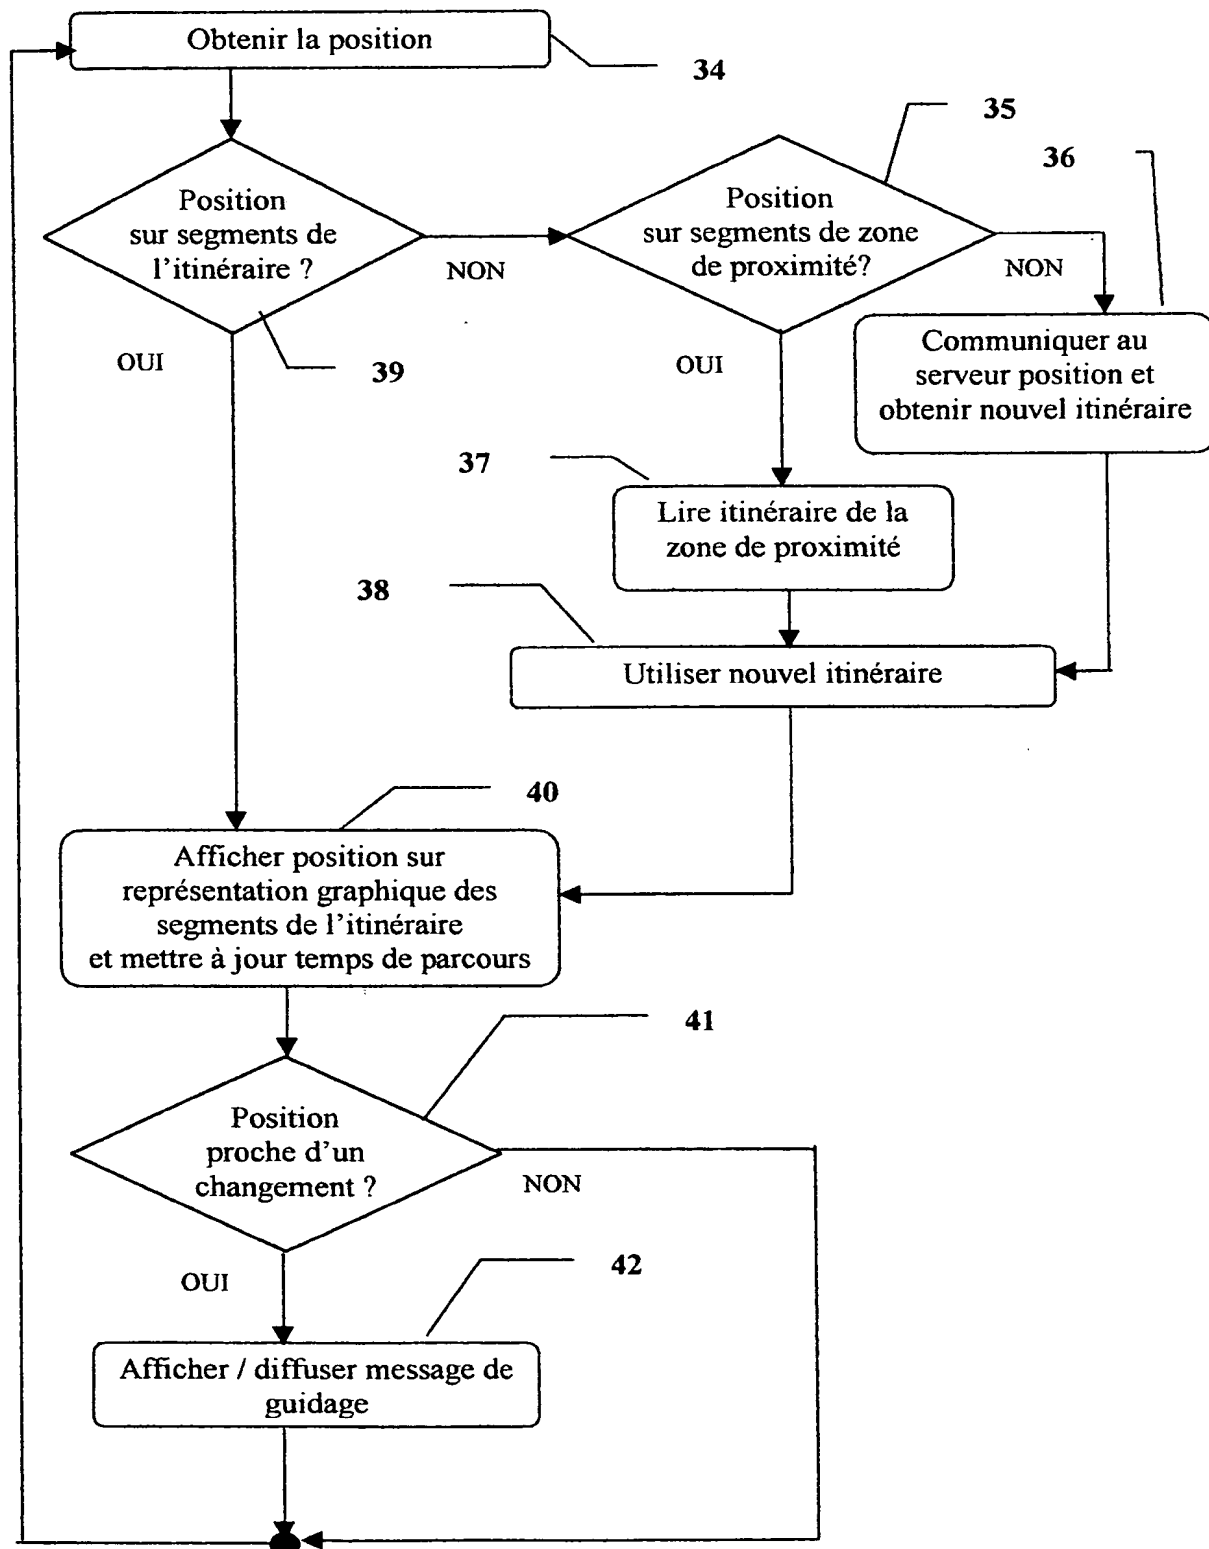 Obtenir la position
34
35
36
Position
sur segments de
l'itinéraire ?
NON
39
OUI
Position
sur segments de zone
de proximité?
NON
OUI
Communiquer au
serveur position et
obtenir nouvel itinéraire
37
Lire itinéraire de la
zone de proximité
38
Utiliser nouvel itinéraire
40
Afficher position sur
représentation graphique des
segments de l'itinéraire
et mettre à jour temps de parcours
41
Position
proche d'un
changement ?
NON
OUI
42
Afficher / diffuser message de
guidage